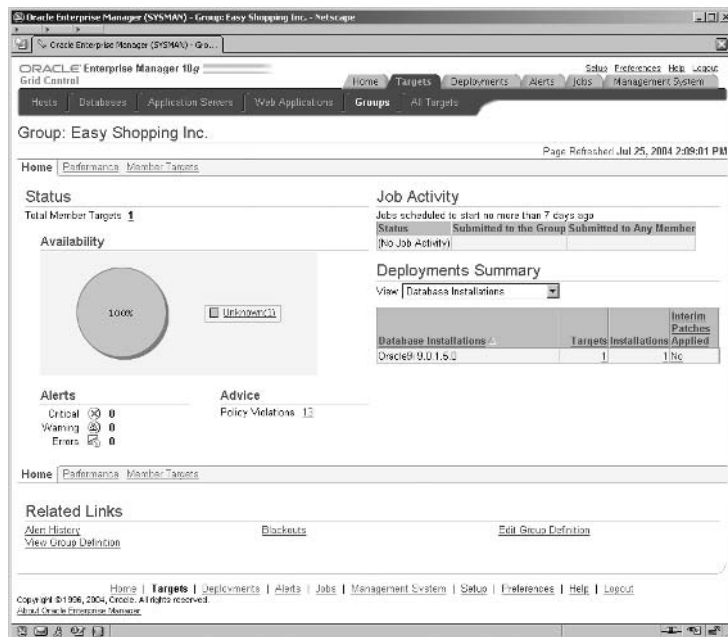 Oracle Enterprise Manager (SYSMAN) - Group: Easy Shopping Inc. - Netscape
Oracle Enterprise Manager (SYSMAN) - Gro...
ORACLE Enterprise Manager 10g
Grid Control
Setup Preferences Help Logout
Home Targets Deployments Alerts Jobs Management System
Hosts Databases Application Servers Web Applications Groups All Targets
Group: Easy Shopping Inc.
Page Refreshed Jul 25, 2004 2:09:01 PM
Home Performance Member Targets
Status
Total Member Targets 1
Availability
100%
Unknown(1)
Alerts
Critical 0
Warning 0
Errors 0
Advice
Policy Violations 13
Job Activity
Jobs scheduled to start no more than 7 days ago
Status Submitted to the Group Submitted to Any Member
(No Job Activity)
Deployments Summary
View Database Installations
Database Installations Targets Installations Interim Patches Applied
Oracle9i 9.0.1.5.0 1 1 No
Home Performance Member Targets
Related Links
Alert History Blackouts Edit Group Definition
View Group Definition
Home | Targets | Deployments | Alerts | Jobs | Management System | Setup | Preferences | Help | Logout
Copyright © 1996, 2004, Oracle. All rights reserved.
About Oracle Enterprise Manager